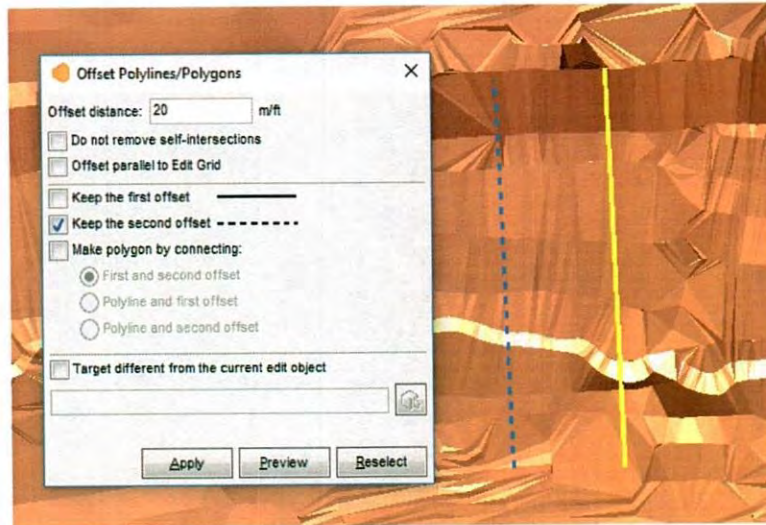 Offset Polylines/Polygons
Offset distance: 20 m/ft
Do not remove self-intersections
Offset parallel to Edit Grid
Keep the first offset
Keep the second offset
Make polygon by connecting:
First and second offset
Polyline and first offset
Polyline and second offset
Target different from the current edit object
Apply Preview Reselect